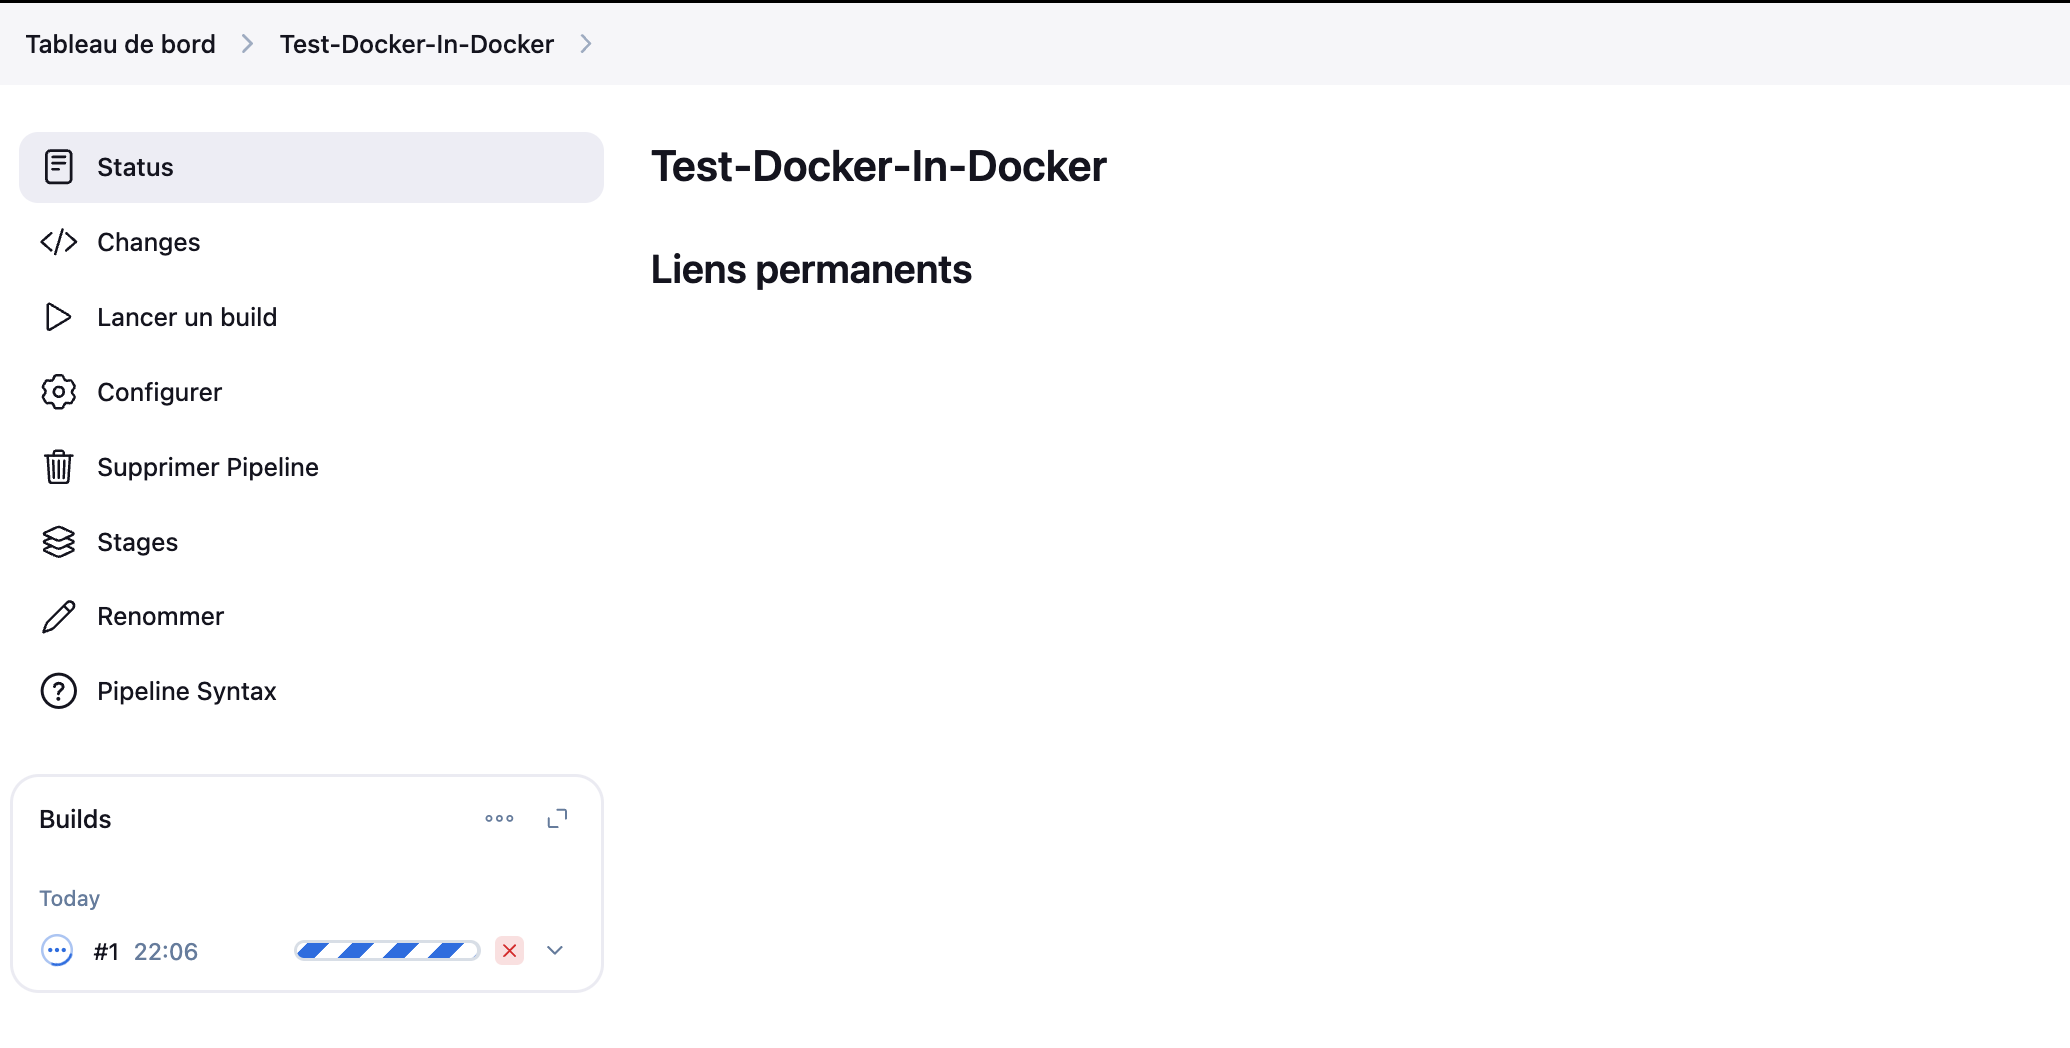 Tableau de bord
Test-Docker-In-Docker
Status
Changes
Lancer un build
Configurer
Supprimer Pipeline
Stages
Renommer
Pipeline Syntax
Builds
Today
#1 22:06
Test-Docker-In-Docker
Liens permanents